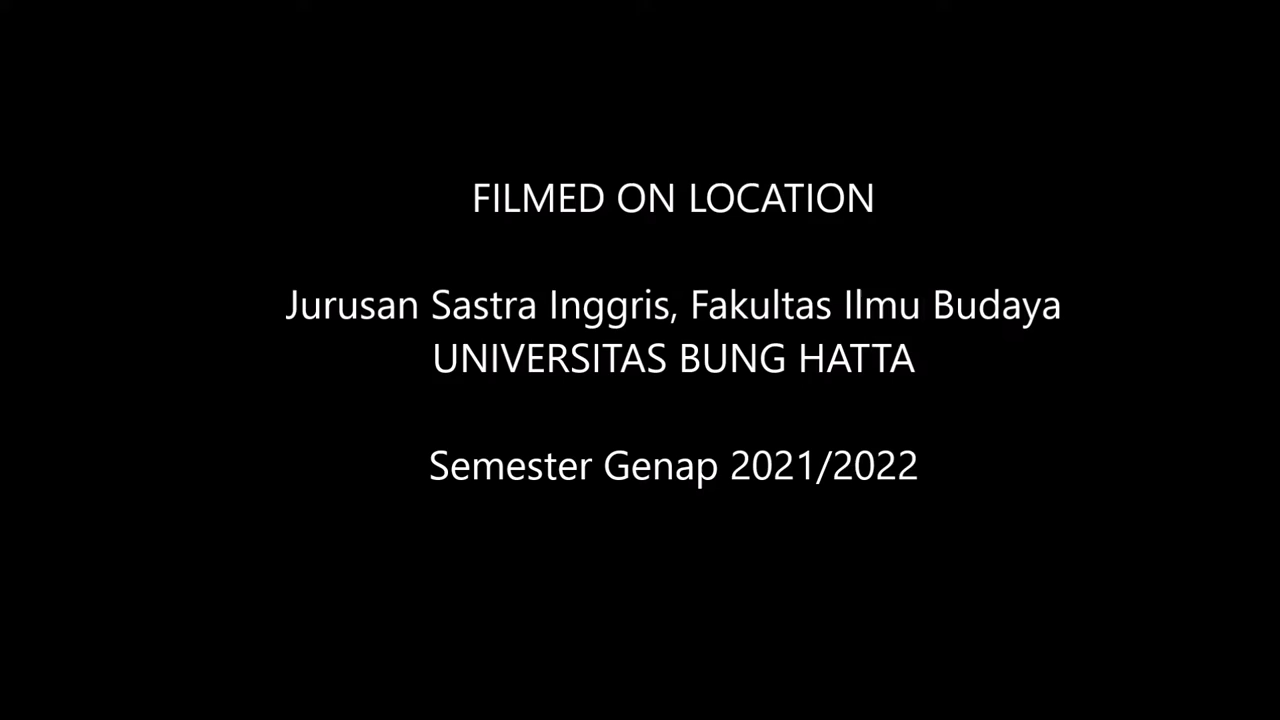 FILMED ON LOCATION
Jurusan Sastra Inggris, Fakultas Ilmu Budaya
UNIVERSITAS BUNG HATTA
Semester Genap 2021/2022